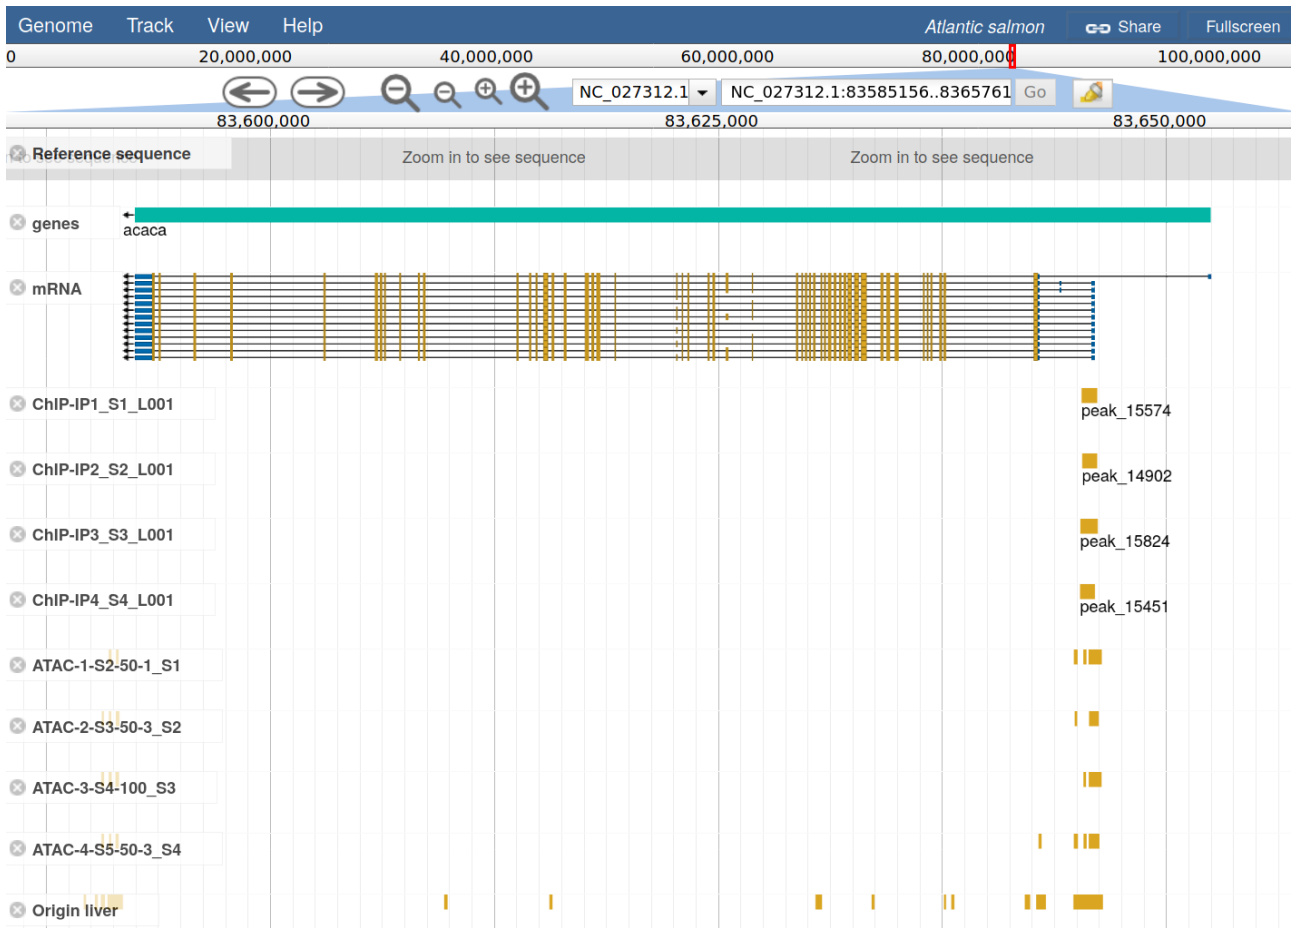 Genome Track View Help Atlantic salmon Share Fullscreen
0 20,000,000 40,000,000 60,000,000 80,000,000 100,000,000
NC_027312.1 NC_027312.1:83585156..8365761 Go
83,600,000 83,625,000 83,650,000
Reference sequence Zoom in to see sequence Zoom in to see sequence
genes
acaca
mRNA
ChIP-IP1_S1_L001
peak_15574
ChIP-IP2_S2_L001
peak_14902
ChIP-IP3_S3_L001
peak_15824
ChIP-IP4_S4_L001
peak_15451
ATAC-1-S2-50-1_S1
ATAC-2-S3-50-3_S2
ATAC-3-S4-100_S3
ATAC-4-S5-50-3_S4
Origin liver